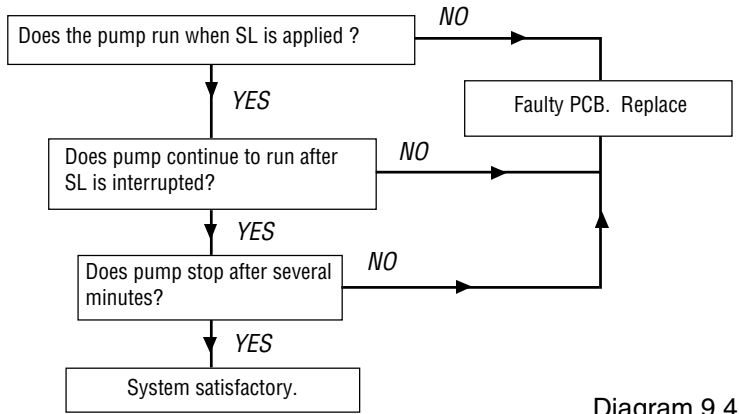 Does the pump run when SL is applied ?
NO
YES
Faulty PCB.  Replace
Does pump continue to run after
SL is interrupted?
NO
YES
Does pump stop after several
minutes?
NO
YES
System satisfactory.
Diagram 9.4